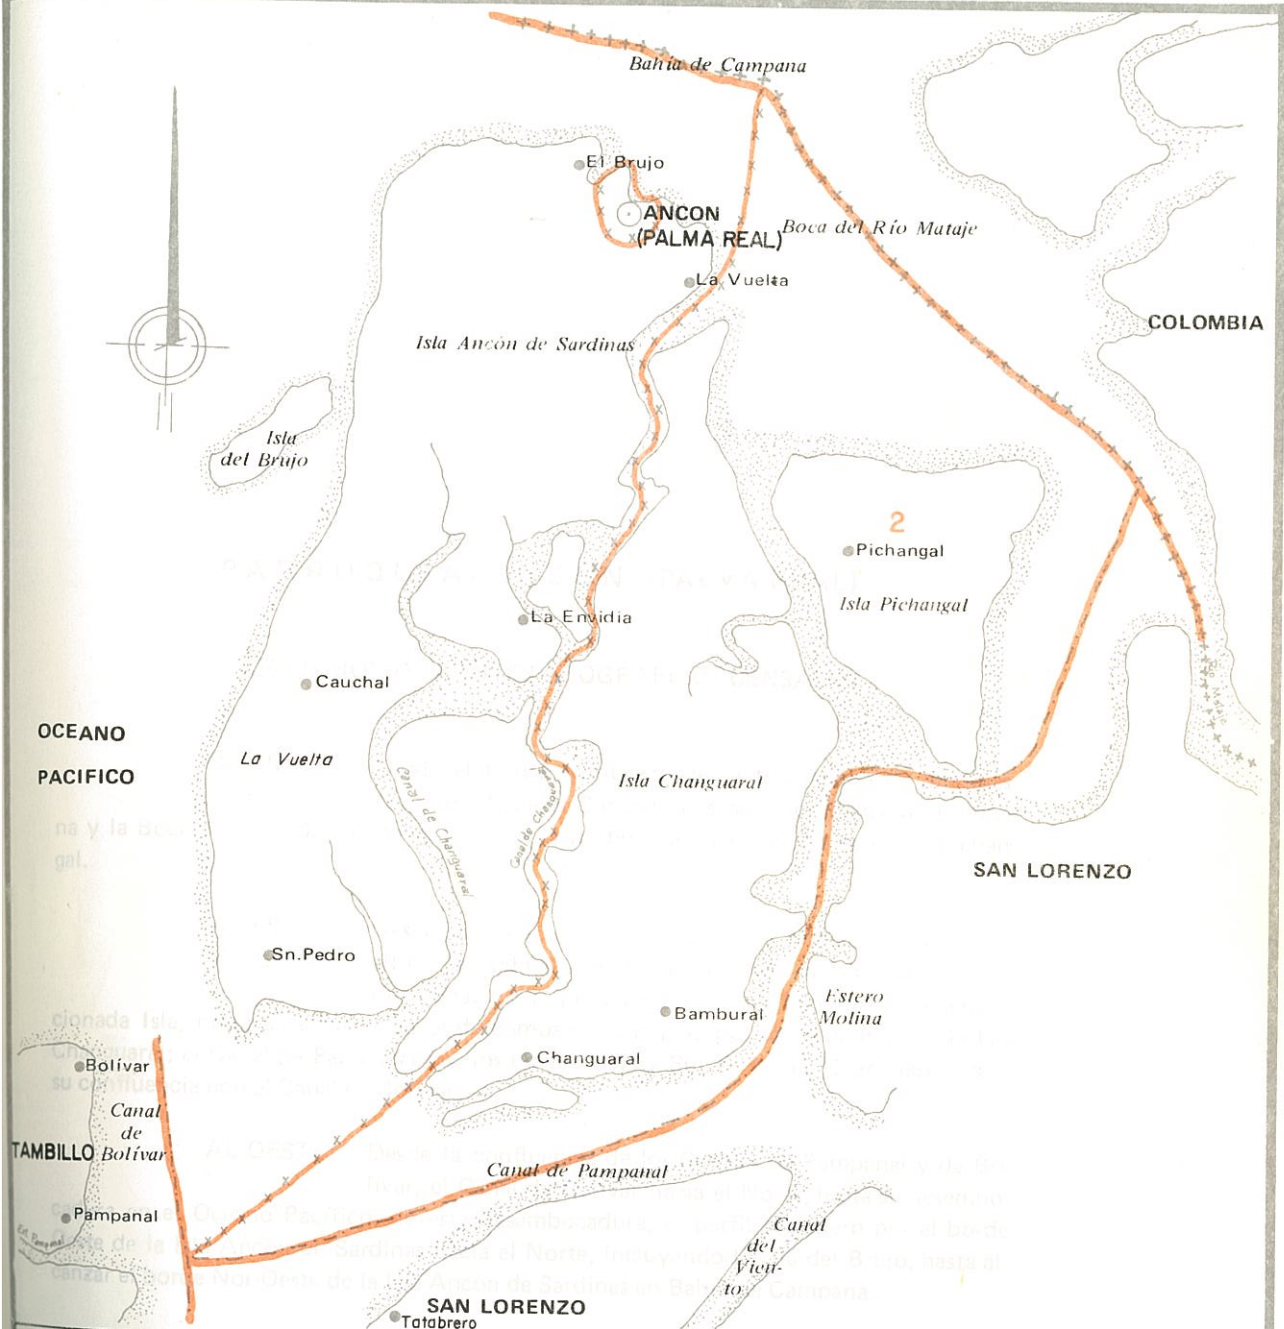 Bahía de Campana
El Brujo
ANCON
(PALMA REAL)
Boca del Río Mataje
La Vuelta
COLOMBIA
Isla Ancón de Sardinas
Isla
del Brujo
2
Pichangal
Isla Pichangal
La Envidia
Cauchal
OCEANO
PACIFICO
La Vuelta
Isla Changuaral
Canal de Changuaral
SAN LORENZO
Sn.Pedro
Estero
Molina
Bambural
Changuaral
Bolívar
Canal
de
Bolívar
TAMBILLO
Canal de Pampanal
Pampanal
Canal
del
Vien-
to
SAN LORENZO
Tatabrero